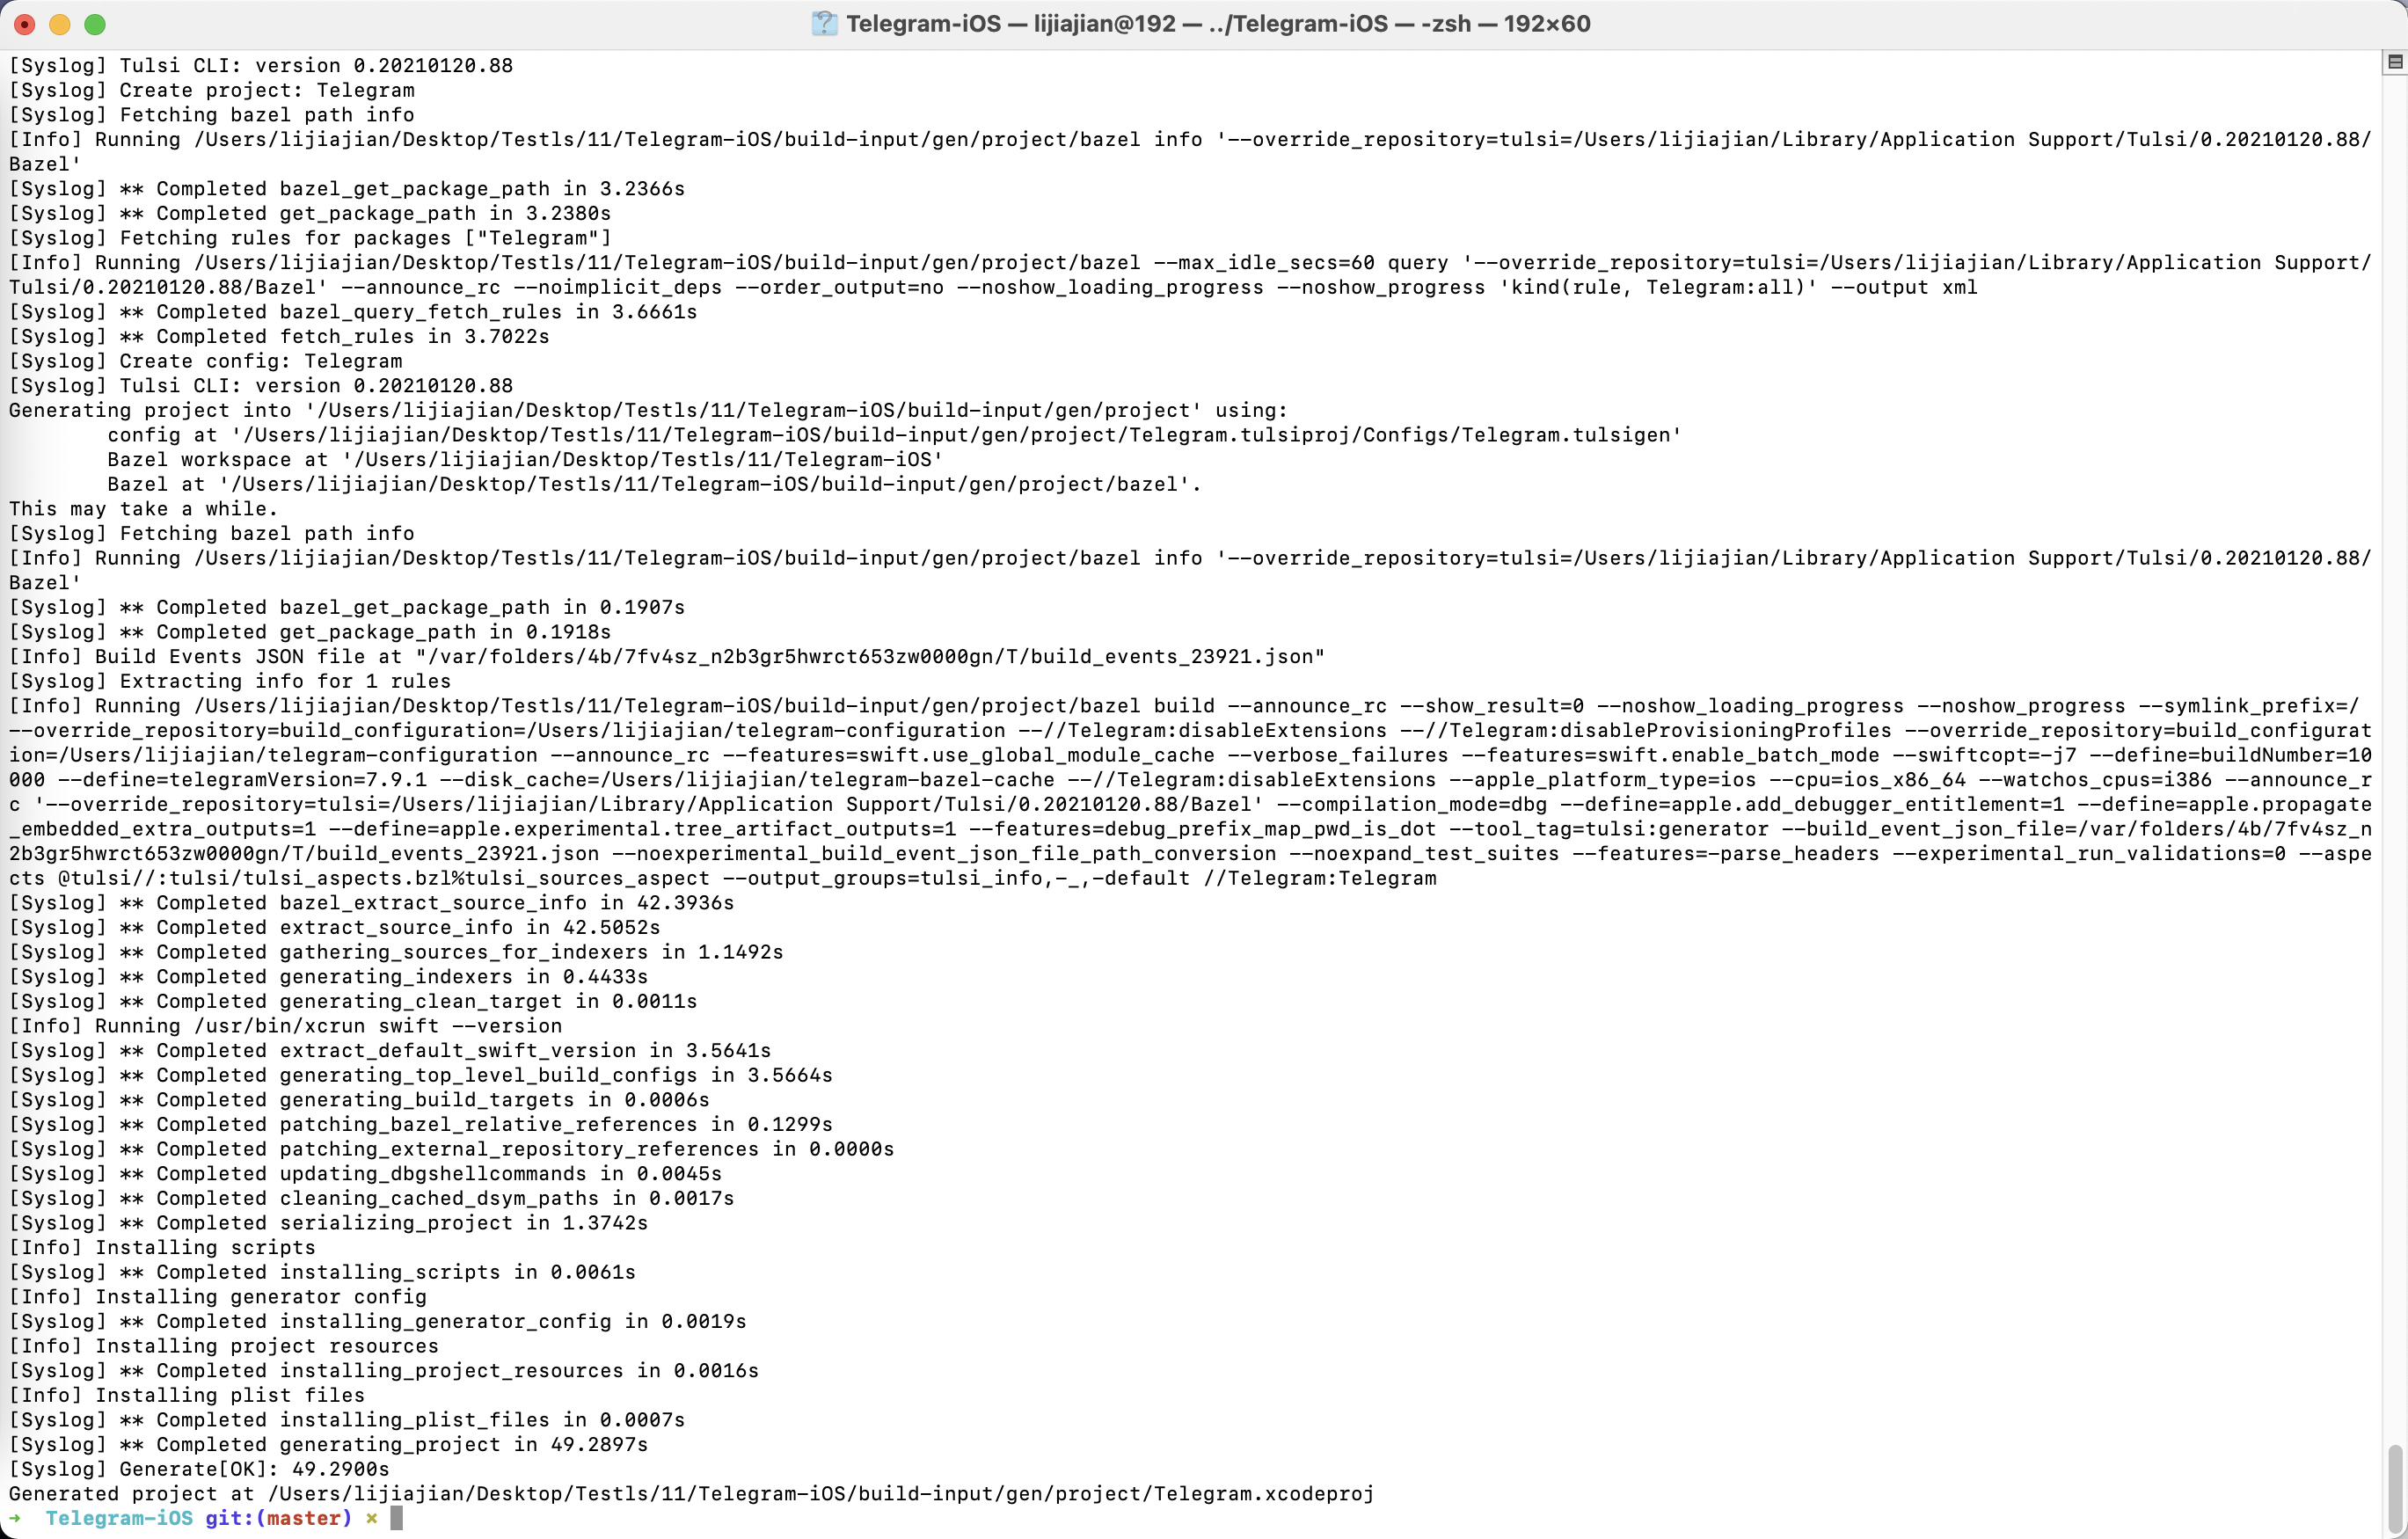 Telegram-iOS — lijiajian@192 — ../Telegram-iOS — -zsh — 192×60
[Syslog] Tulsi CLI: version 0.20210120.88
[Syslog] Create project: Telegram
[Syslog] Fetching bazel path info
[Info] Running /Users/lijiajian/Desktop/Testls/11/Telegram-iOS/build-input/gen/project/bazel info '--override_repository=tulsi=/Users/lijiajian/Library/Application Support/Tulsi/0.20210120.88/
Bazel'
[Syslog] ** Completed bazel_get_package_path in 3.2366s
[Syslog] ** Completed get_package_path in 3.2380s
[Syslog] Fetching rules for packages ["Telegram"]
[Info] Running /Users/lijiajian/Desktop/Testls/11/Telegram-iOS/build-input/gen/project/bazel --max_idle_secs=60 query '--override_repository=tulsi=/Users/lijiajian/Library/Application Support/
Tulsi/0.20210120.88/Bazel' --announce_rc --noimplicit_deps --order_output=no --noshow_loading_progress --noshow_progress 'kind(rule, Telegram:all)' --output xml
[Syslog] ** Completed bazel_query_fetch_rules in 3.6661s
[Syslog] ** Completed fetch_rules in 3.7022s
[Syslog] Create config: Telegram
[Syslog] Tulsi CLI: version 0.20210120.88
Generating project into '/Users/lijiajian/Desktop/Testls/11/Telegram-iOS/build-input/gen/project' using:
config at '/Users/lijiajian/Desktop/Testls/11/Telegram-iOS/build-input/gen/project/Telegram.tulsiproj/Configs/Telegram.tulsigen'
Bazel workspace at '/Users/lijiajian/Desktop/Testls/11/Telegram-iOS'
Bazel at '/Users/lijiajian/Desktop/Testls/11/Telegram-iOS/build-input/gen/project/bazel'.
This may take a while.
[Syslog] Fetching bazel path info
[Info] Running /Users/lijiajian/Desktop/Testls/11/Telegram-iOS/build-input/gen/project/bazel info '--override_repository=tulsi=/Users/lijiajian/Library/Application Support/Tulsi/0.20210120.88/
Bazel'
[Syslog] ** Completed bazel_get_package_path in 0.1907s
[Syslog] ** Completed get_package_path in 0.1918s
[Info] Build Events JSON file at "/var/folders/4b/7fv4sz_n2b3gr5hwrct653zw0000gn/T/build_events_23921.json"
[Syslog] Extracting info for 1 rules
[Info] Running /Users/lijiajian/Desktop/Testls/11/Telegram-iOS/build-input/gen/project/bazel build --announce_rc --show_result=0 --noshow_loading_progress --noshow_progress --symlink_prefix=/
--override_repository=build_configuration=/Users/lijiajian/telegram-configuration --//Telegram:disableExtensions --//Telegram:disableProvisioningProfiles --override_repository=build_configurat
ion=/Users/lijiajian/telegram-configuration --announce_rc --features=swift.use_global_module_cache --verbose_failures --features=swift.enable_batch_mode --swiftcopt=-j7 --define=buildNumber=10
000 --define=telegramVersion=7.9.1 --disk_cache=/Users/lijiajian/telegram-bazel-cache --//Telegram:disableExtensions --apple_platform_type=ios --cpu=ios_x86_64 --watchos_cpus=i386 --announce_r
c '--override_repository=tulsi=/Users/lijiajian/Library/Application Support/Tulsi/0.20210120.88/Bazel' --compilation_mode=dbg --define=apple.add_debugger_entitlement=1 --define=apple.propagate
_embedded_extra_outputs=1 --define=apple.experimental.tree_artifact_outputs=1 --features=debug_prefix_map_pwd_is_dot --tool_tag=tulsi:generator --build_event_json_file=/var/folders/4b/7fv4sz_n
2b3gr5hwrct653zw0000gn/T/build_events_23921.json --noexperimental_build_event_json_file_path_conversion --noexpand_test_suites --features=-parse_headers --experimental_run_validations=0 --aspe
cts @tulsi//:tulsi/tulsi_aspects.bzl%tulsi_sources_aspect --output_groups=tulsi_info,-_,-default //Telegram:Telegram
[Syslog] ** Completed bazel_extract_source_info in 42.3936s
[Syslog] ** Completed extract_source_info in 42.5052s
[Syslog] ** Completed gathering_sources_for_indexers in 1.1492s
[Syslog] ** Completed generating_indexers in 0.4433s
[Syslog] ** Completed generating_clean_target in 0.0011s
[Info] Running /usr/bin/xcrun swift --version
[Syslog] ** Completed extract_default_swift_version in 3.5641s
[Syslog] ** Completed generating_top_level_build_configs in 3.5664s
[Syslog] ** Completed generating_build_targets in 0.0006s
[Syslog] ** Completed patching_bazel_relative_references in 0.1299s
[Syslog] ** Completed patching_external_repository_references in 0.0000s
[Syslog] ** Completed updating_dbgshellcommands in 0.0045s
[Syslog] ** Completed cleaning_cached_dsym_paths in 0.0017s
[Syslog] ** Completed serializing_project in 1.3742s
[Info] Installing scripts
[Syslog] ** Completed installing_scripts in 0.0061s
[Info] Installing generator config
[Syslog] ** Completed installing_generator_config in 0.0019s
[Info] Installing project resources
[Syslog] ** Completed installing_project_resources in 0.0016s
[Info] Installing plist files
[Syslog] ** Completed installing_plist_files in 0.0007s
[Syslog] ** Completed generating_project in 49.2897s
[Syslog] Generate[OK]: 49.2900s
Generated project at /Users/lijiajian/Desktop/Testls/11/Telegram-iOS/build-input/gen/project/Telegram.xcodeproj
➜ Telegram-iOS git:(master) ×